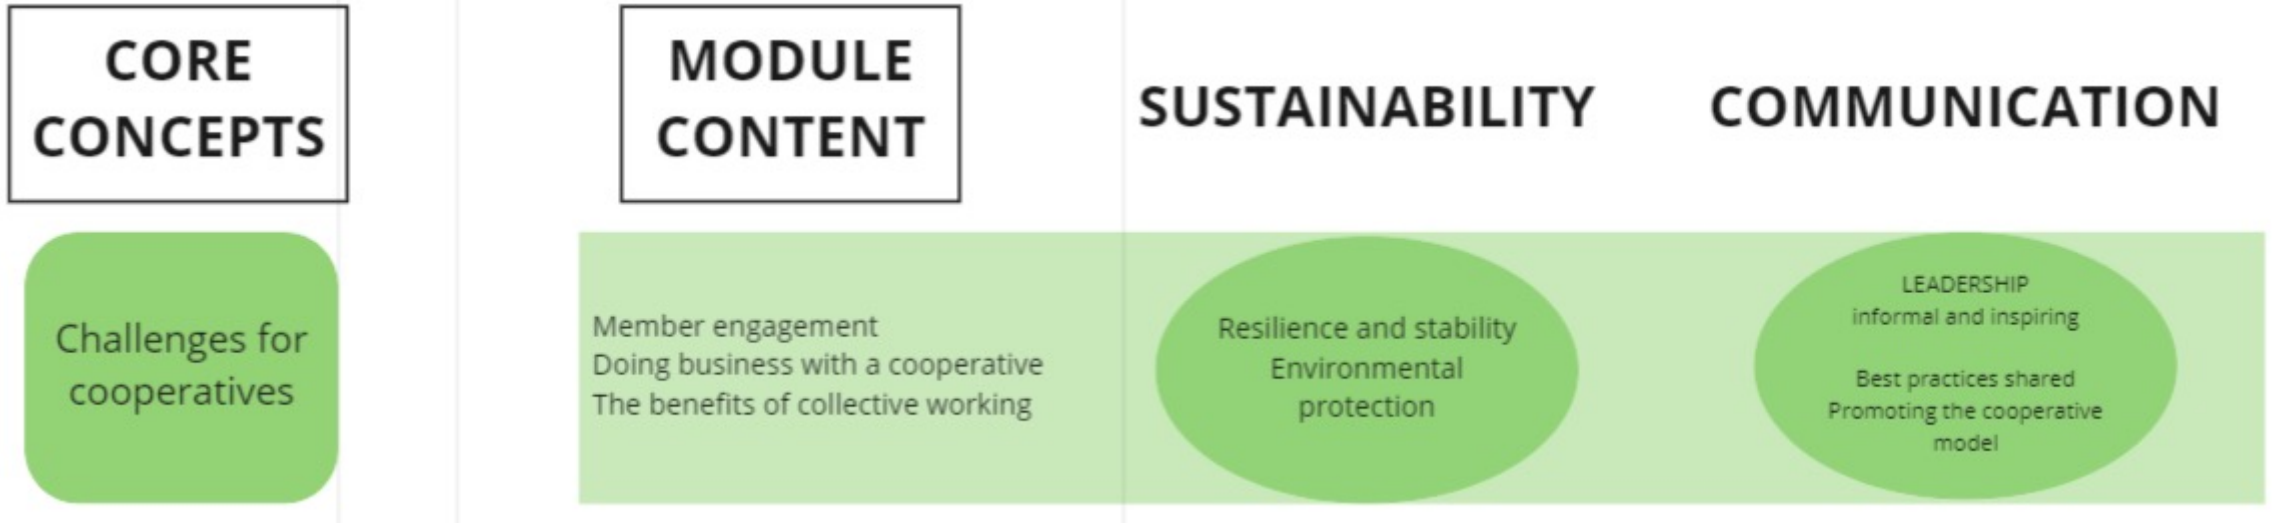 CORE
CONCEPTS
MODULE
CONTENT
SUSTAINABILITY
COMMUNICATION
Challenges for
cooperatives
Member engagement
Doing business with a cooperative
The benefits of collective working
Resilience and stability
Environmental
protection
LEADERSHIP
informal and inspiring
Best practices shared
Promoting the cooperative
model